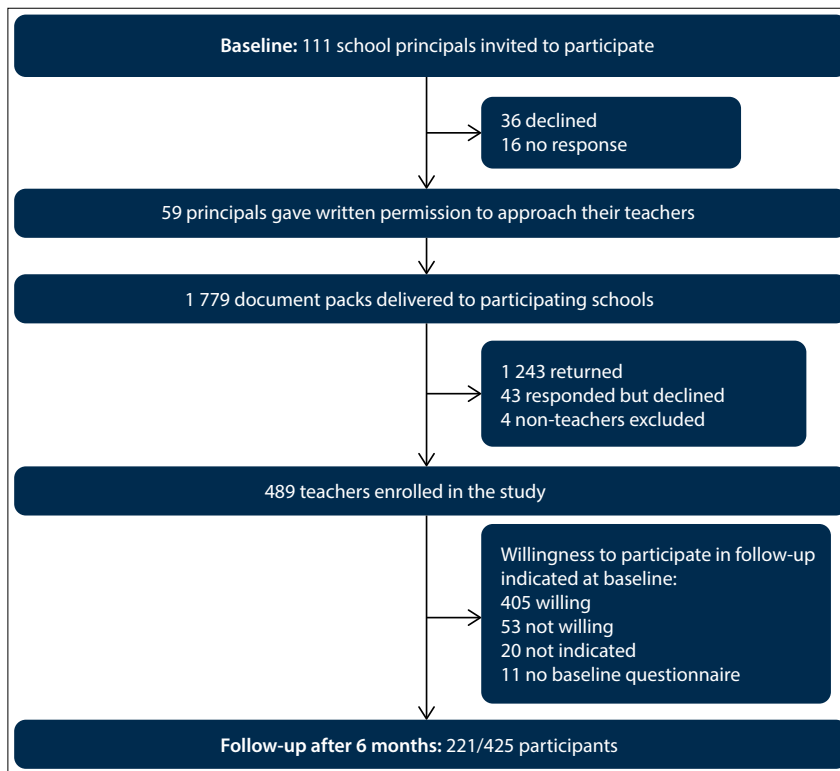 Baseline: 111 school principals invited to participate
36 declined
16 no response
59 principals gave written permission to approach their teachers
1 779 document packs delivered to participating schools
1 243 returned
43 responded but declined
4 non-teachers excluded
489 teachers enrolled in the study
Willingness to participate in follow-up
indicated at baseline:
405 willing
53 not willing
20 not indicated
11 no baseline questionnaire
Follow-up after 6 months: 221/425 participants